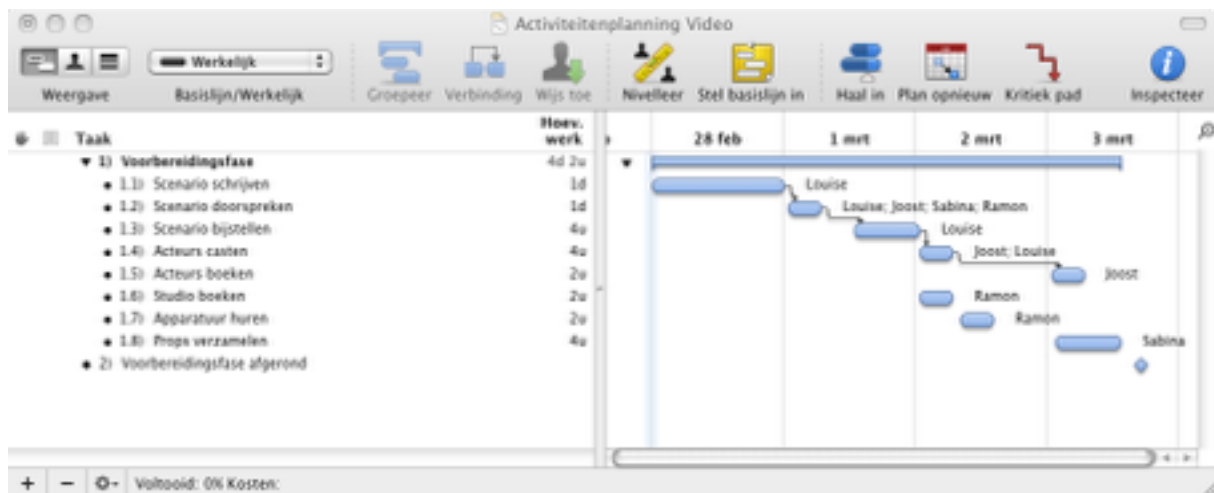 Activiteitenplanning Video
Werkelijk
Weergave Basislijn/Werkelijk Groepeer Verbinding Wijs toe Nivelleer Stel basislijn in Haal in Plan opnieuw Kritiek pad Inspecteer
Taak Hoev. werk 28 feb 1 mrt 2 mrt 3 mrt
1) Voorbereidingsfase 4d 2u
1.1) Scenario schrijven 1d Louise
1.2) Scenario doorspreken 1d Louise; Joost; Sabina; Ramon
1.3) Scenario bijstellen 4u Louise
1.4) Acteurs casten 4u Joost; Louise
1.5) Acteurs boeken 2u Joost
1.6) Studio boeken 2u Ramon
1.7) Apparatuur huren 2u Ramon
1.8) Props verzamelen 4u Sabina
2) Voorbereidingsfase afgerond
Voltooid: 0% Kosten: